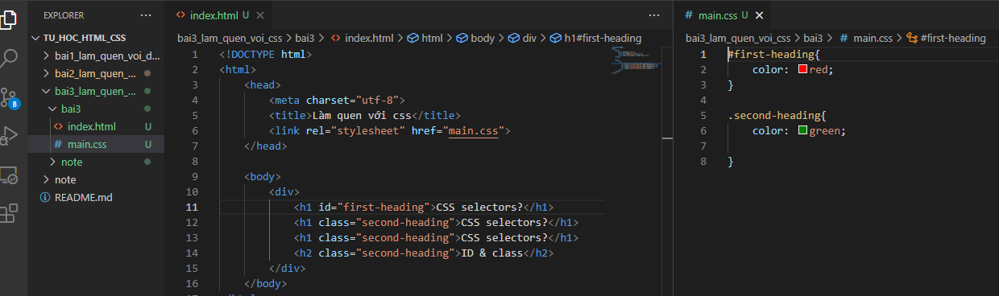 EXPLORER ···
TU_HOC_HTML_CSS
bai1_lam_quen_voi_d...
bai2_lam_quen_...
bai3_lam_quen_...
bai3
index.html U
# main.css U
note
note
README.md
8
index.html U ···
bai3_lam_quen_voi_css > bai3 > index.html > html > body > div > h1#first-heading
1 <!DOCTYPE html>
2 <html>
3 <head>
4 <meta charset="utf-8">
5 <title>Làm quen với css</title>
6 <link rel="stylesheet" href="main.css">
7 </head>
8
9 <body>
10 <div>
11 <h1 id="first-heading">CSS selectors?</h1>
12 <h1 class="second-heading">CSS selectors?</h1>
13 <h1 class="second-heading">CSS selectors?</h1>
14 <h2 class="second-heading">ID & class</h2>
15 </div>
16 </body>
# main.css U
bai3_lam_quen_voi_css > bai3 > # main.css > #first-heading
1 #first-heading{
2 color: red;
3 }
4
5 .second-heading{
6 color: green;
7
8 }